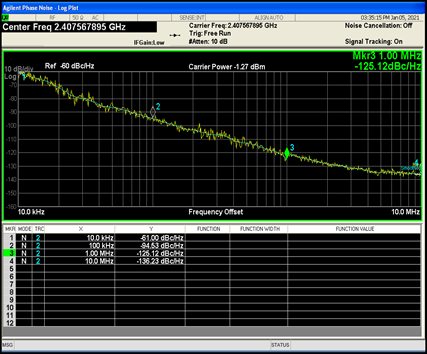 Agilent Phase Noise - Log Plot
RF 50 Ω AC SENSE:INT ALIGN AUTO 03:35:15 PM Jan 05, 2021
Center Freq 2.407567895 GHz
Carrier Freq: 2.407567895 GHz
Noise Cancellation: Off
Trig: Free Run
IFGain:Low
#Atten: 10 dB
Signal Tracking: On
Mkr3 1.00 MHz
-125.12dBc/Hz
10 dB/div
Log
Ref -60 dBc/Hz
Carrier Power -1.27 dBm
-70
-80
-90
-100
-110
-120
-130
-140
-150
2
3
4
10.0 kHz
Frequency Offset
10.0 MHz
MKR MODE TRC X Y FUNCTION FUNCTION WIDTH FUNCTION VALUE
1 N 2 10.0 kHz -61.00 dBc/Hz
2 N 2 100 kHz -94.53 dBc/Hz
3 N 2 1.00 MHz -125.12 dBc/Hz
4 N 2 10.0 MHz -136.23 dBc/Hz
5
6
7
8
9
10
11
12
MSG STATUS